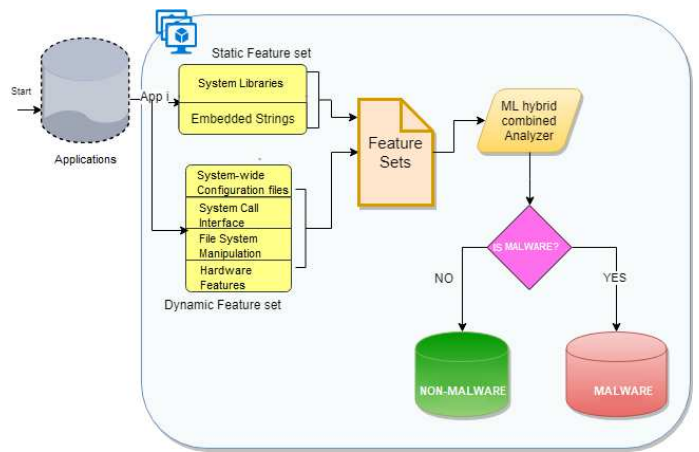 Static Feature set
Start
App i
System Libraries
Embedded Strings
Applications
System-wide
Configuration files
System Call
Interface
File System
Manipulation
Hardware
Features
Dynamic Feature set
Feature
Sets
ML hybrid
combined
Analyzer
IS MALWARE?
NO
YES
NON-MALWARE
MALWARE